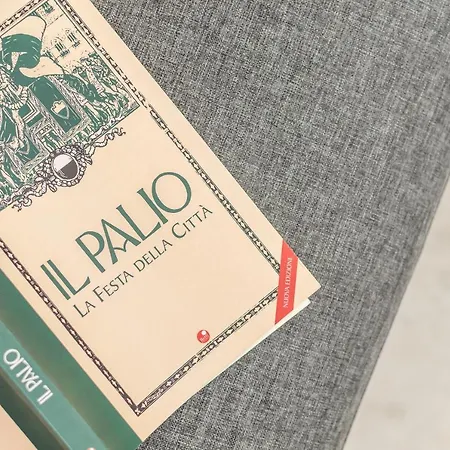 IL PALIO
LA FESTA DELLA CITTÀ
NUOVA EDIZIONE
IL PALIO